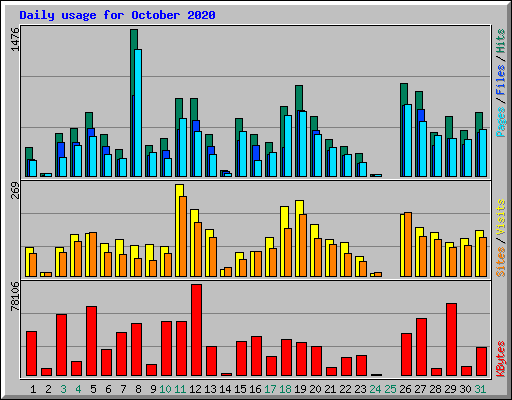 Daily usage for October 2020
1476
Pages / Files / Hits
269
Sites / Visits
78106
KBytes
1 2 3 4 5 6 7 8 9 10 11 12 13 14 15 16 17 18 19 20 21 22 23 24 25 26 27 28 29 30 31